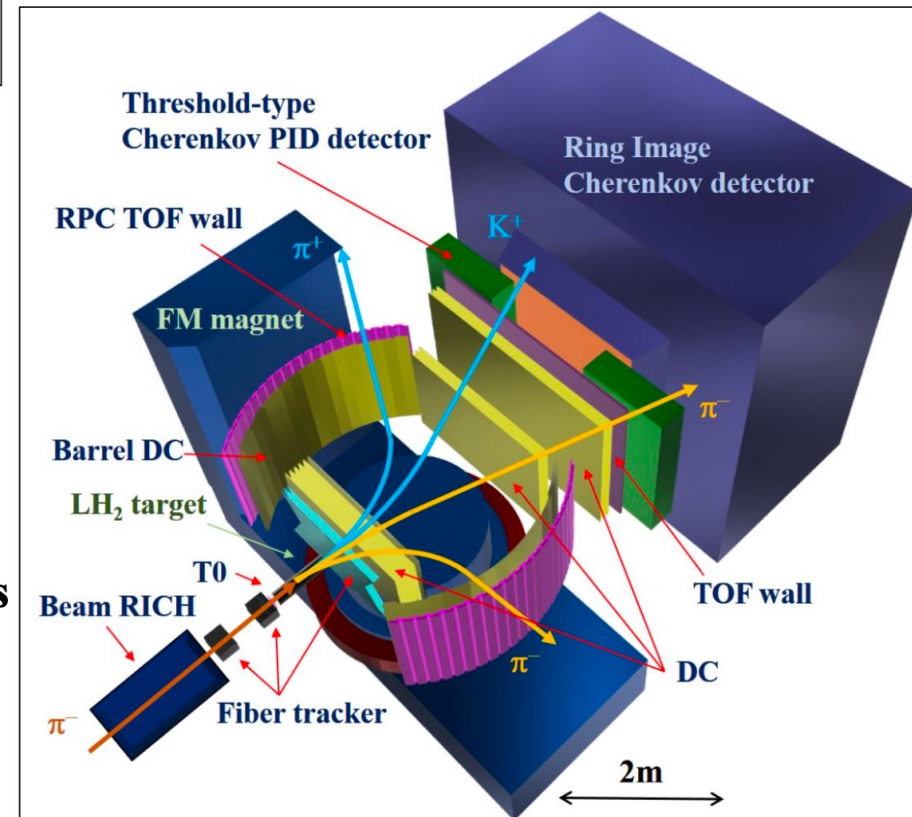 Threshold-type
Cherenkov PID detector
Ring Image
Cherenkov detector
RPC TOF wall
π⁺
K⁺
FM magnet
π⁻
Barrel DC
LH₂ target
T0
s
Beam RICH
TOF wall
π⁻
DC
Fiber tracker
π⁻
2m